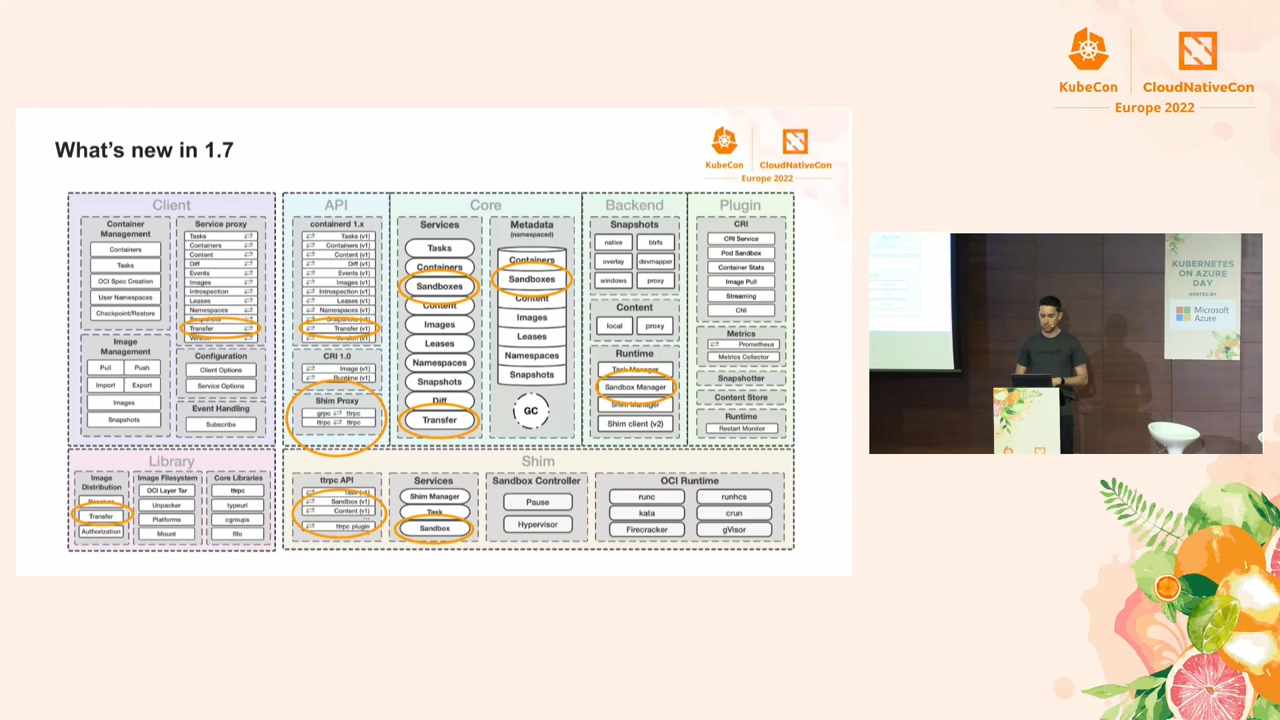 KubeCon
CloudNativeCon
Europe 2022
What's new in 1.7
KubeCon
CloudNativeCon
Europe 2022
Client
Container Management
Containers
Tasks
OCI Spec Creation
User Namespaces
Checkpoint/Restore
Image Management
Pull Push
Import Export
Images
Snapshots
Service proxy
Tasks
Containers
Content
Diff
Events
Images
Introspection
Leases
Namespaces
Snapshots
Transfer
Version
Configuration
Client Options
Service Options
Event Handling
Subscribe
API
containerd 1.x
Tasks (v1)
Containers (v1)
Content (v1)
Diff (v1)
Events (v1)
Images (v1)
Introspection (v1)
Leases (v1)
Namespaces (v1)
Snapshots (v1)
Transfer (v1)
CRI 1.0
Image (v1)
Runtime (v1)
Shim Proxy
grpc ⇄ ttrpc
ttrpc ⇄ ttrpc
Core
Services
Tasks
Containers
Sandboxes
Content
Images
Leases
Namespaces
Snapshots
Diff
Transfer
Metadata
(namespaced)
Containers
Sandboxes
Content
Images
Leases
Namespaces
Snapshots
GC
Backend
Snapshots
native btrfs
overlay devmapper
windows proxy
Content
local proxy
Runtime
Task Manager
Sandbox Manager
Shim Manager
Shim client (v2)
Plugin
CRI
CRI Service
Pod Sandbox
Container Stats
Image Pull
Streaming
CNI
Metrics
Prometheus
Metrics Collector
Snapshotter
Content Store
Runtime
Restart Monitor
Library
Image Distribution
Resolver
Transfer
Authorization
Image Filesystem
OCI Layer Tar
Unpacker
Platforms
Mount
Core Libraries
ttrpc
typeurl
cgroups
fifo
Shim
ttrpc API
Task (v1)
Sandbox (v1)
Content (v1)
ttrpc plugin
Services
Shim Manager
Task
Sandbox
Sandbox Controller
Pause
Hypervisor
OCI Runtime
runc runhcs
kata crun
Firecracker gVisor
KUBERNETES
ON AZURE
DAY
HOSTED BY
Microsoft
Azure